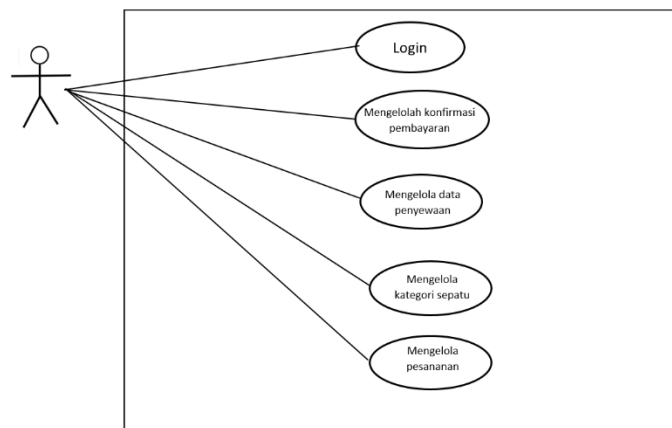 Login
Mengelolah konfirmasi
pembayaran
Mengelola data
penyewaan
Mengelola
kategori sepatu
Mengelola
pesananan